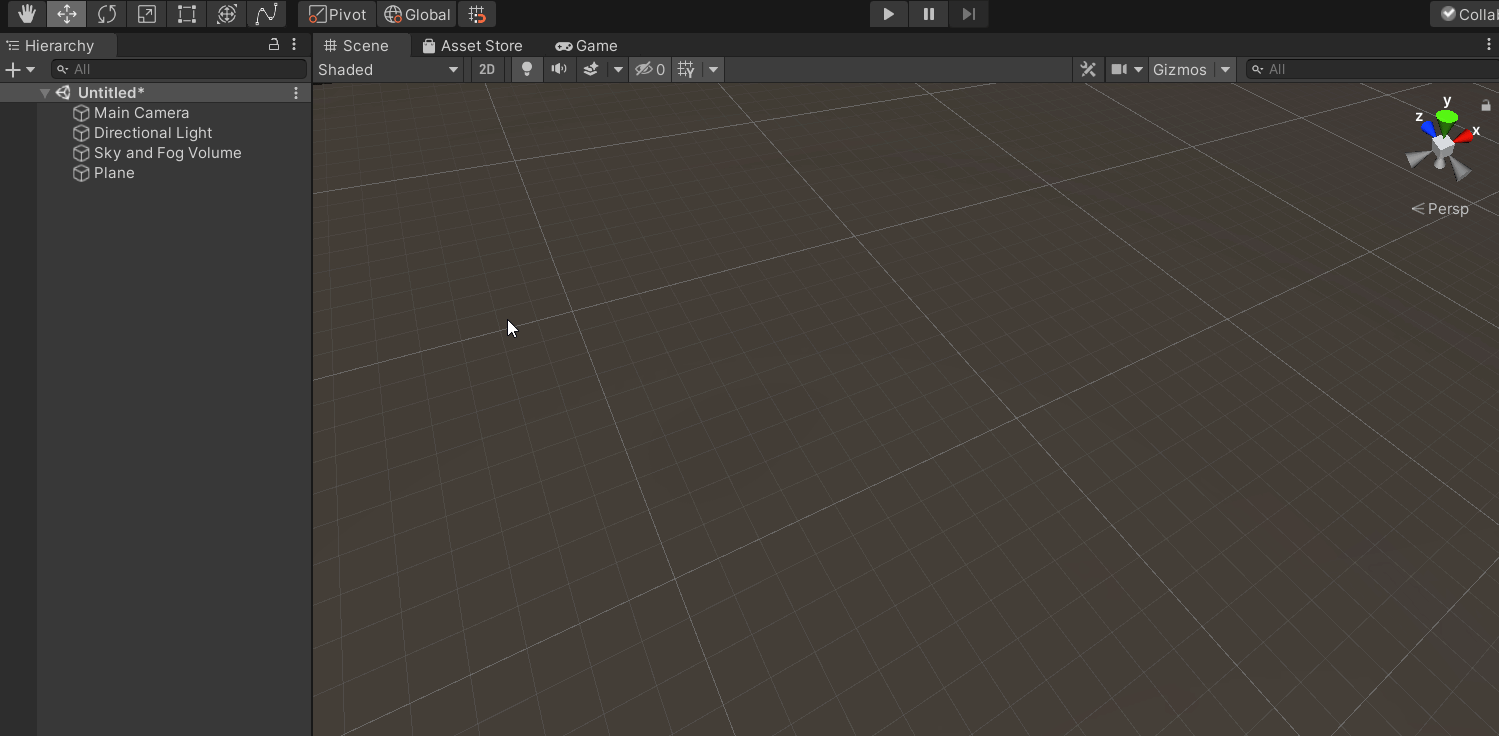 Pivot Global Collab
Hierarchy Scene Asset Store Game
All Shaded 2D 0 Gizmos All
Untitled*
Main Camera
Directional Light
Sky and Fog Volume
Plane
y
z x
Persp